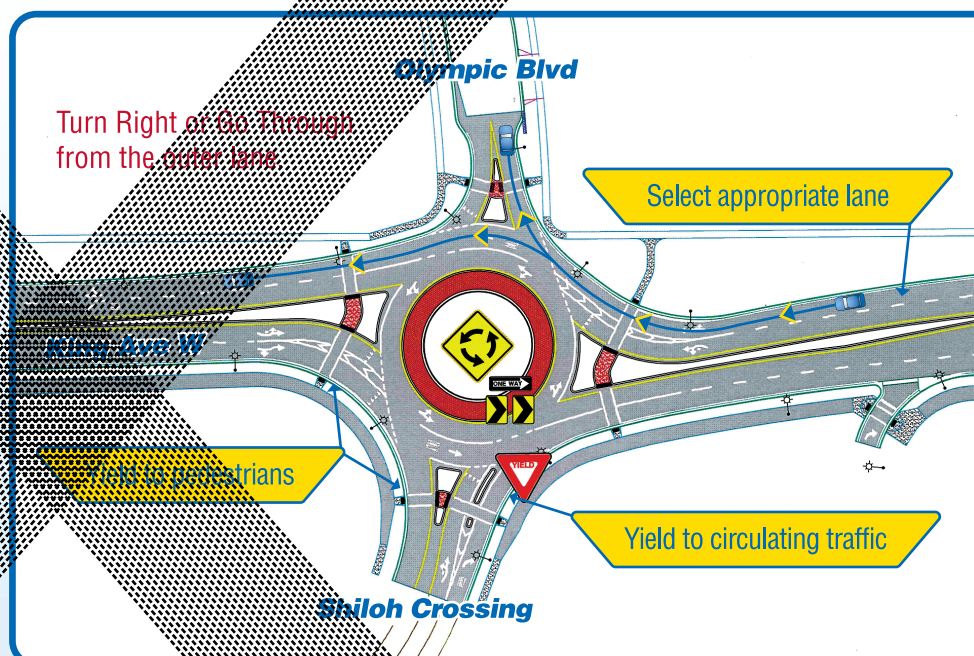 Olympic Blvd
Turn Right or Go Through
from the outer lane
Select appropriate lane
King Ave W
ONE WAY
Yield to pedestrians
YIELD
Yield to circulating traffic
Shiloh Crossing